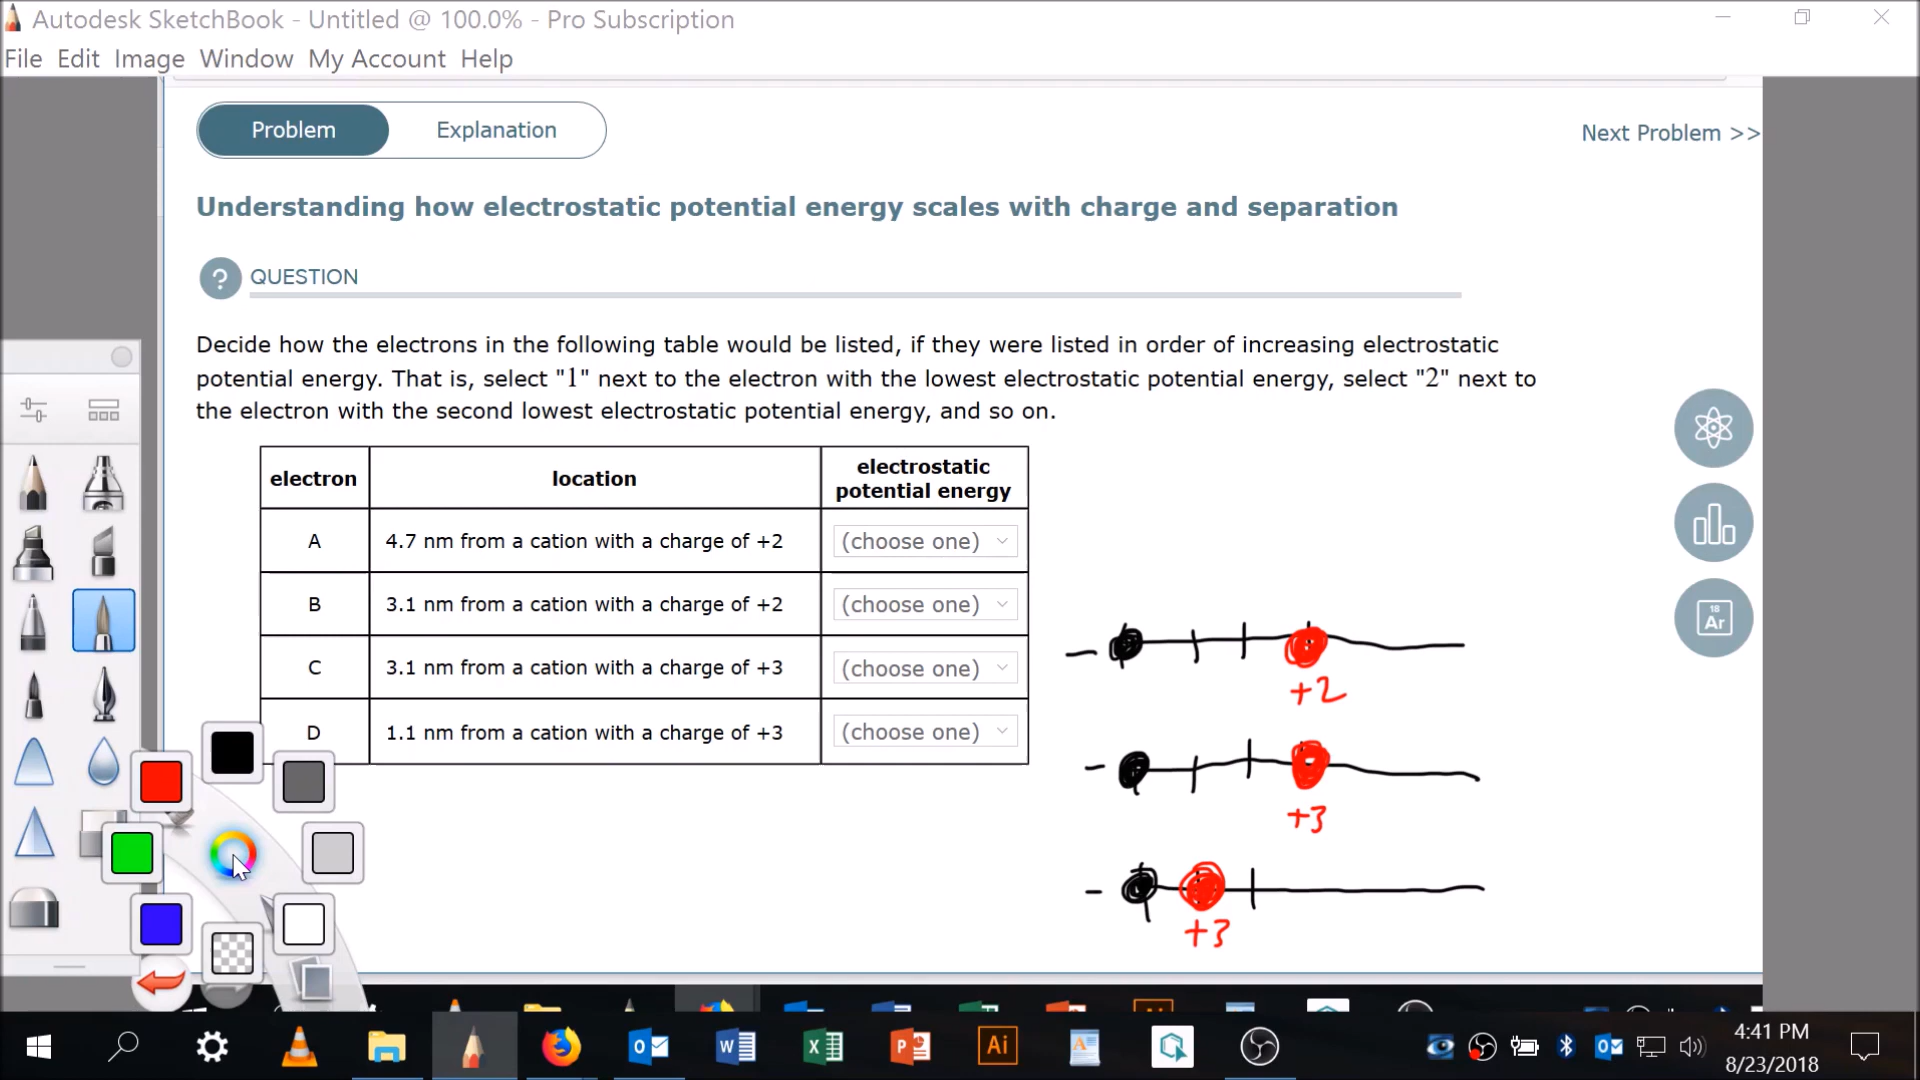 Autodesk SketchBook - Untitled @ 100.0% - Pro Subscription
File Edit Image Window My Account Help
Problem
Explanation
Next Problem >>
Understanding how electrostatic potential energy scales with charge and separation
? QUESTION
Decide how the electrons in the following table would be listed, if they were listed in order of increasing electrostatic
potential energy. That is, select "1" next to the electron with the lowest electrostatic potential energy, select "2" next to
the electron with the second lowest electrostatic potential energy, and so on.
electron location electrostatic
potential energy
A 4.7 nm from a cation with a charge of +2 (choose one)
B 3.1 nm from a cation with a charge of +2 (choose one)
C 3.1 nm from a cation with a charge of +3 (choose one)
D 1.1 nm from a cation with a charge of +3 (choose one)
18
Ar
-
+2
-
+3
-
+3
4:41 PM
8/23/2018